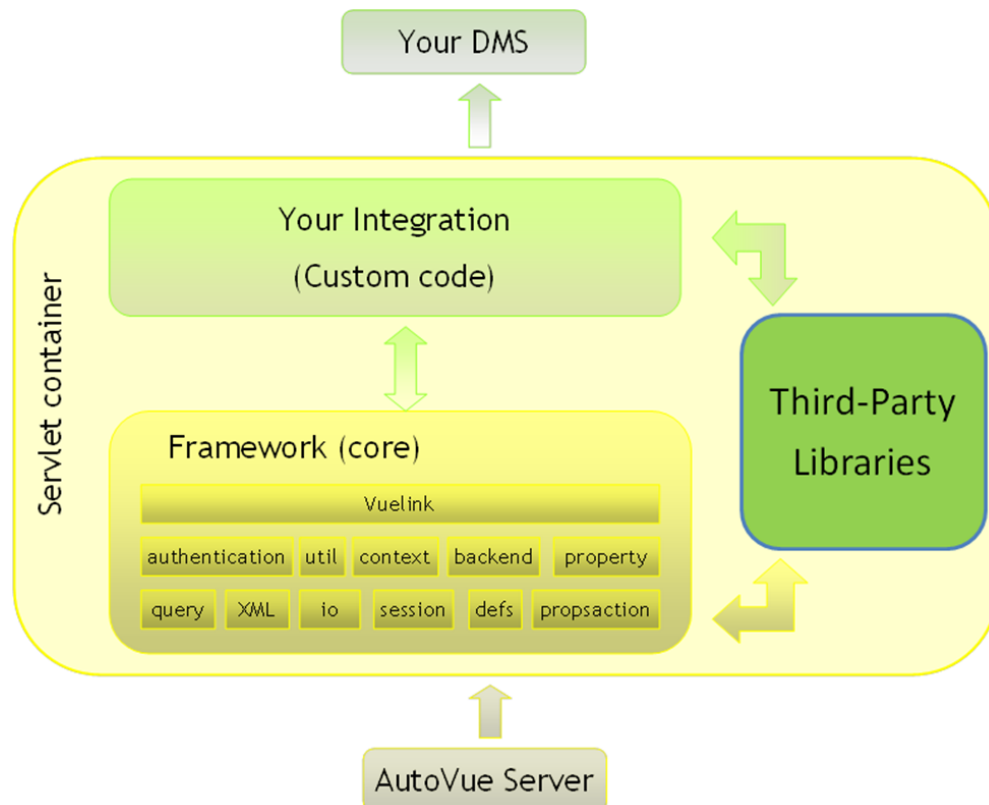 Your DMS
Servlet container
Your Integration
(Custom code)
Third-Party
Libraries
Framework (core)
Vuelink
authentication util context backend property
query XML io session defs propsaction
AutoVue Server